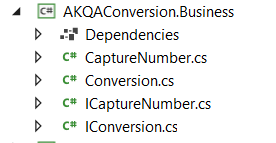 C# AKQAConversion.Business
Dependencies
C# CaptureNumber.cs
C# Conversion.cs
C# ICaptureNumber.cs
C# IConversion.cs